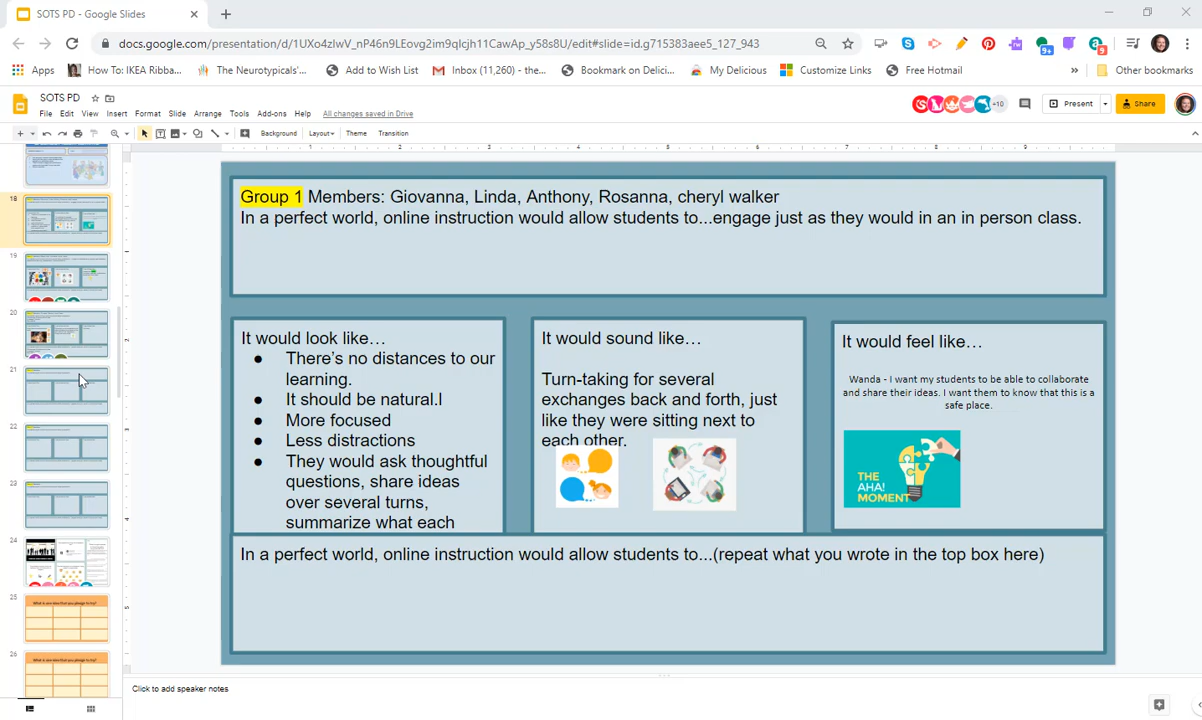 SOTS PD - Google Slides
docs.google.com/presentation/d/1UXo4zIwV_nP46n9LEovg2im9qIcjh11CawAp_y58s8U/edit#slide=id.g715383aee5_127_943
Apps How To: IKEA Ribba... The Neurotypicals'... Add to Wish List Inbox (11,260) - the... Bookmark on Delici... My Delicious Customize Links Free Hotmail » Other bookmarks
SOTS PD
File Edit View Insert Format Slide Arrange Tools Add-ons Help All changes saved in Drive
+10 Present Share
Background Layout Theme Transition
18
19
20
21
22
23
24
25
What is one idea that you pledge to try?
26
What is one idea that you pledge to try?
Group 1 Members: Giovanna, Linda, Anthony, Rosanna, cheryl walker
In a perfect world, online instruction would allow students to...engage just as they would in an in person class.
It would look like...
● There's no distances to our
learning.
● It should be natural.l
● More focused
● Less distractions
● They would ask thoughtful
questions, share ideas
over several turns,
summarize what each
It would sound like...
Turn-taking for several
exchanges back and forth, just
like they were sitting next to
each other.
It would feel like...
Wanda - I want my students to be able to collaborate
and share their ideas. I want them to know that this is a
safe place.
THE
AHA!
MOMENT
In a perfect world, online instruction would allow students to...(repeat what you wrote in the top box here)
Click to add speaker notes